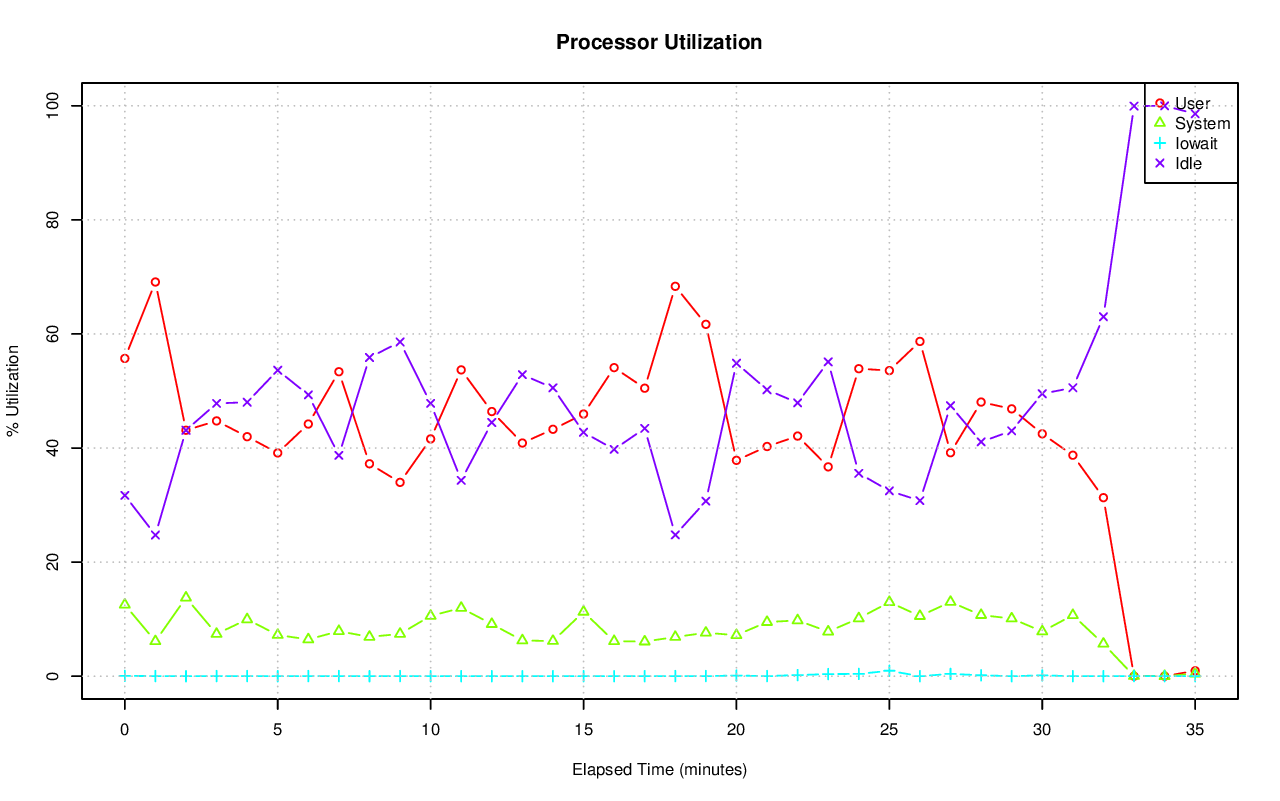 Processor Utilization
% Utilization
100
80
60
40
20
0
User
System
Iowait
Idle
0 5 10 15 20 25 30 35
Elapsed Time (minutes)